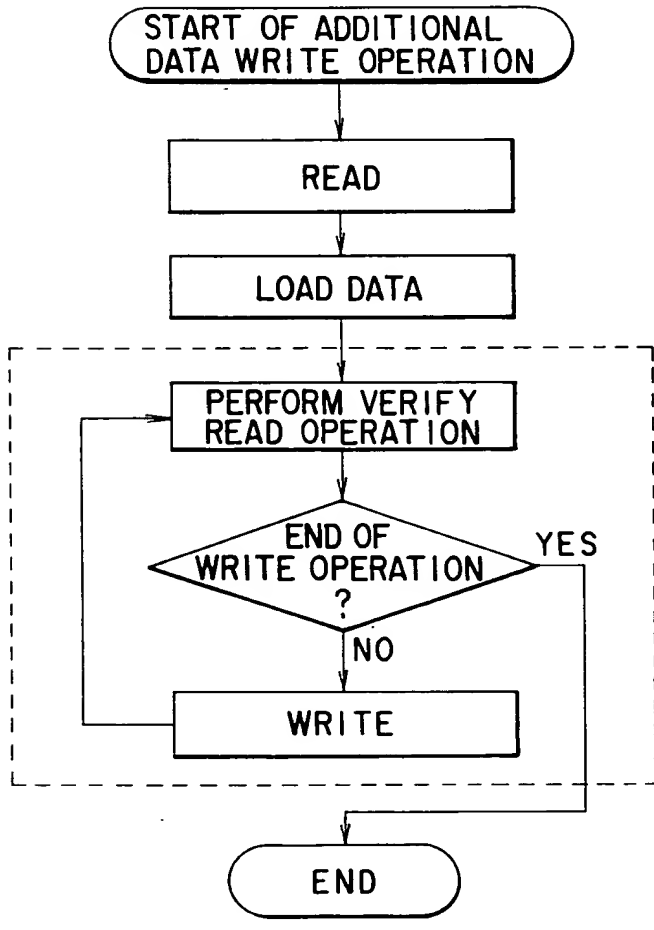 START OF ADDITIONAL
DATA WRITE OPERATION
READ
LOAD DATA
PERFORM VERIFY
READ OPERATION
END OF
WRITE OPERATION
?
YES
NO
WRITE
END